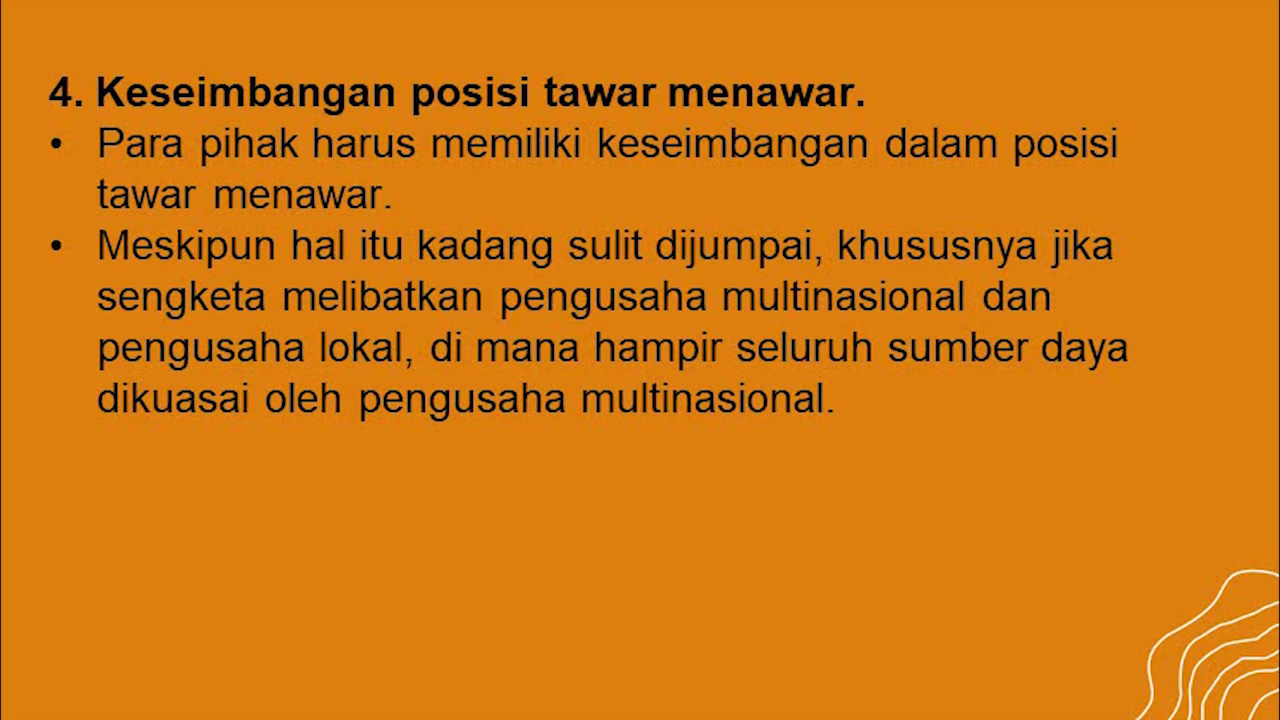 4. Keseimbangan posisi tawar menawar.
• Para pihak harus memiliki keseimbangan dalam posisi
tawar menawar.
• Meskipun hal itu kadang sulit dijumpai, khususnya jika
sengketa melibatkan pengusaha multinasional dan
pengusaha lokal, di mana hampir seluruh sumber daya
dikuasai oleh pengusaha multinasional.